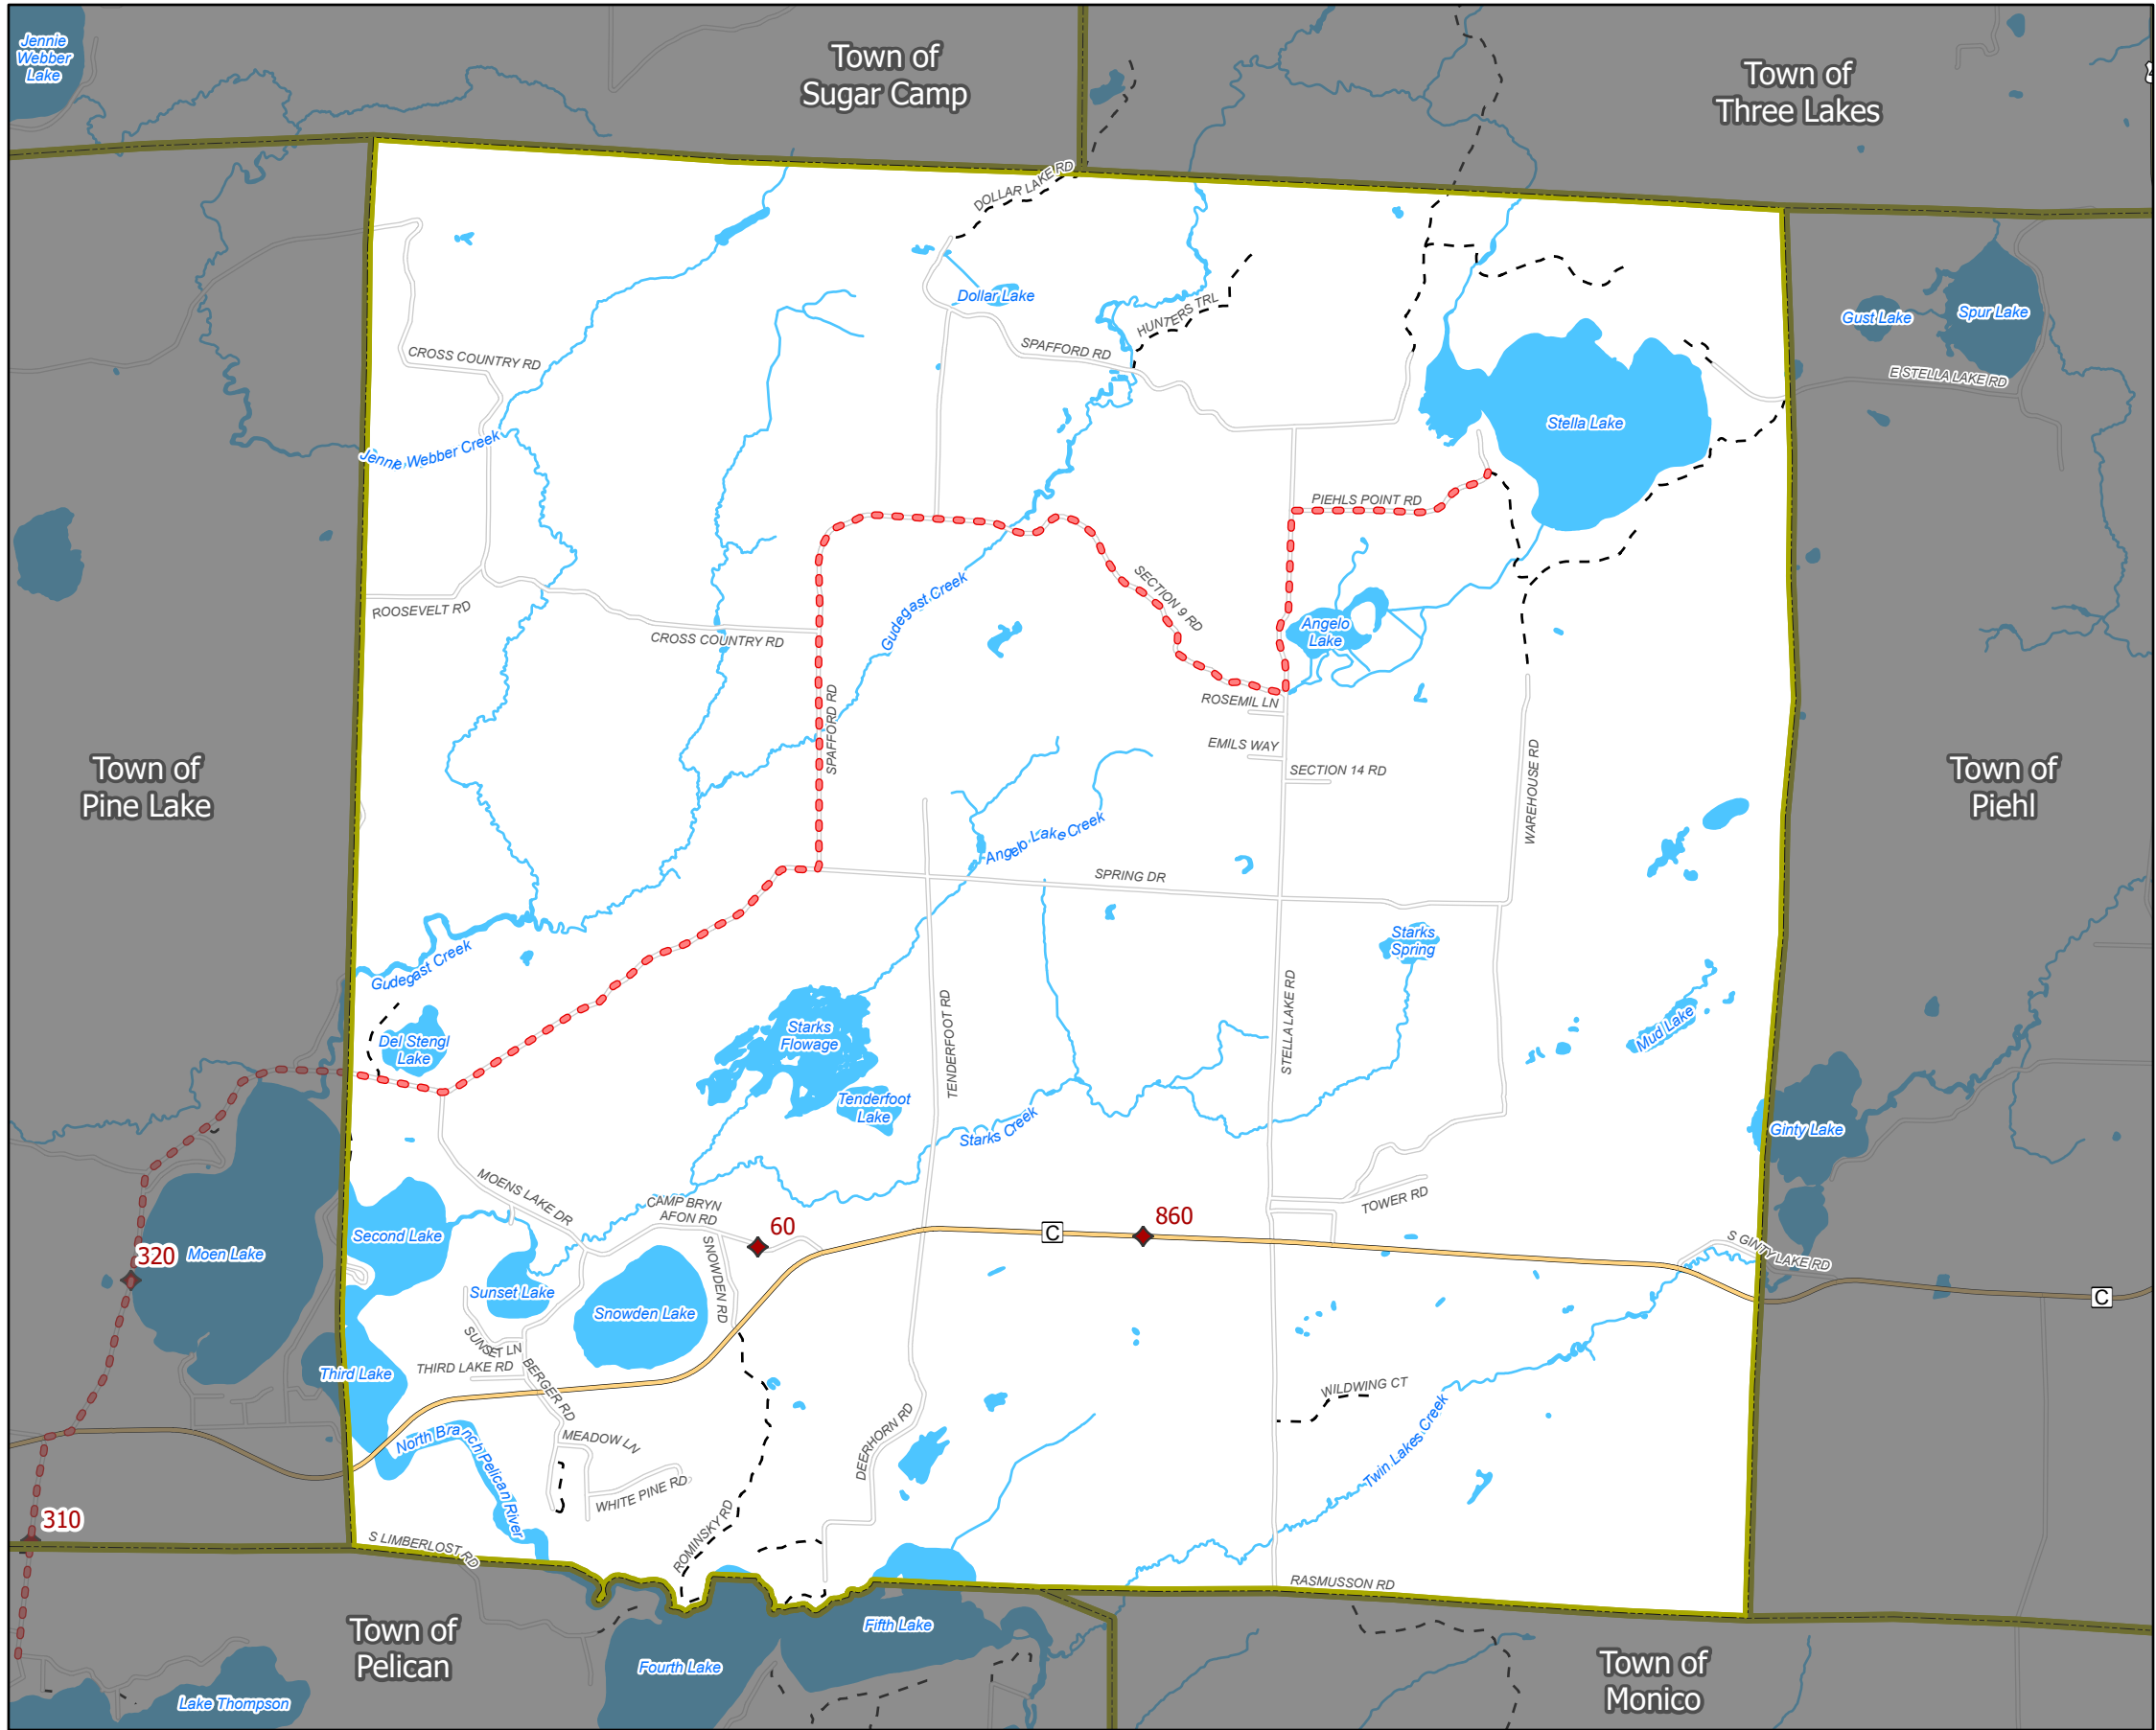 Jennie
Webber
Lake
Town of
Sugar Camp
Town of
Three Lakes
DOLLAR LAKE RD
Dollar Lake
HUNTERS TRL
Gust Lake
Spur Lake
CROSS COUNTRY RD
SPAFFORD RD
E STELLA LAKE RD
Stella Lake
Jennie Webber Creek
PIEHLS POINT RD
ROOSEVELT RD
CROSS COUNTRY RD
Gudegast Creek
SECTION 9 RD
Angelo
Lake
SPAFFORD RD
ROSEMIL LN
EMILS WAY
SECTION 14 RD
WAREHOUSE RD
Town of
Pine Lake
Town of
Piehl
Angelo Lake Creek
SPRING DR
Starks
Spring
Gudegast Creek
Del Stengl
Lake
Starks
Flowage
TENDERFOOT RD
STELLA LAKE RD
Mud Lake
Tenderfoot
Lake
Starks Creek
Ginty Lake
MOENS LAKE DR
CAMP BRYN
AFON RD
TOWER RD
60
860
C
Second Lake
320
Moen Lake
SNOWDEN RD
S GINTY LAKE RD
C
Sunset Lake
Snowden Lake
SUNSET LN
THIRD LAKE RD
Third Lake
BERGER RD
WILDWING CT
North Branch Pelican River
MEADOW LN
DEERHORN RD
Twin Lakes Creek
WHITE PINE RD
310
S LIMBERLOST RD
ROMINSKY RD
RASMUSSON RD
Town of
Pelican
Fifth Lake
Fourth Lake
Town of
Monico
Lake Thompson